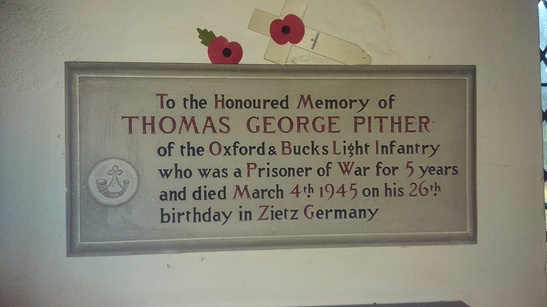 To the Honoured Memory of
THOMAS GEORGE PITHER
of the Oxford & Bucks Light Infantry
who was a Prisoner of War for 5 years
and died March 4th 1945 on his 26th
birthday in Zietz Germany